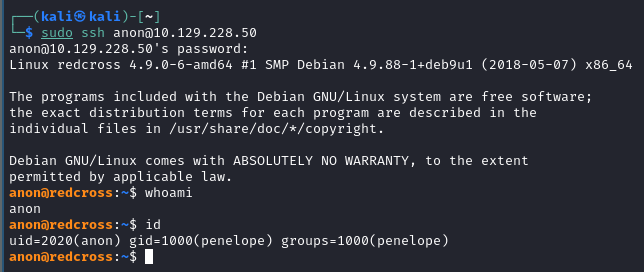 ┌──(kali㉿kali)-[~]
└─$ sudo ssh anon@10.129.228.50
anon@10.129.228.50's password:
Linux redcross 4.9.0-6-amd64 #1 SMP Debian 4.9.88-1+deb9u1 (2018-05-07) x86_64
The programs included with the Debian GNU/Linux system are free software;
the exact distribution terms for each program are described in the
individual files in /usr/share/doc/*/copyright.
Debian GNU/Linux comes with ABSOLUTELY NO WARRANTY, to the extent
permitted by applicable law.
anon@redcross:~$ whoami
anon
anon@redcross:~$ id
uid=2020(anon) gid=1000(penelope) groups=1000(penelope)
anon@redcross:~$